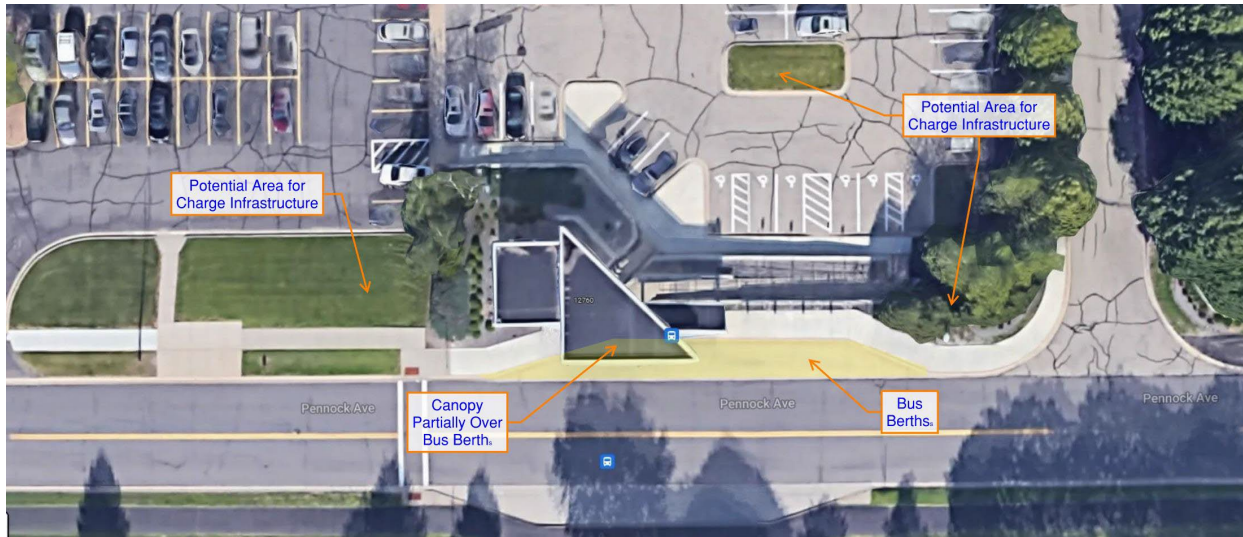 Potential Area for
Charge Infrastructure
Potential Area for
Charge Infrastructure
12760
Pennock Ave
Pennock Ave
Pennock Ave
Canopy
Partially Over
Bus Berths
Bus
Berths